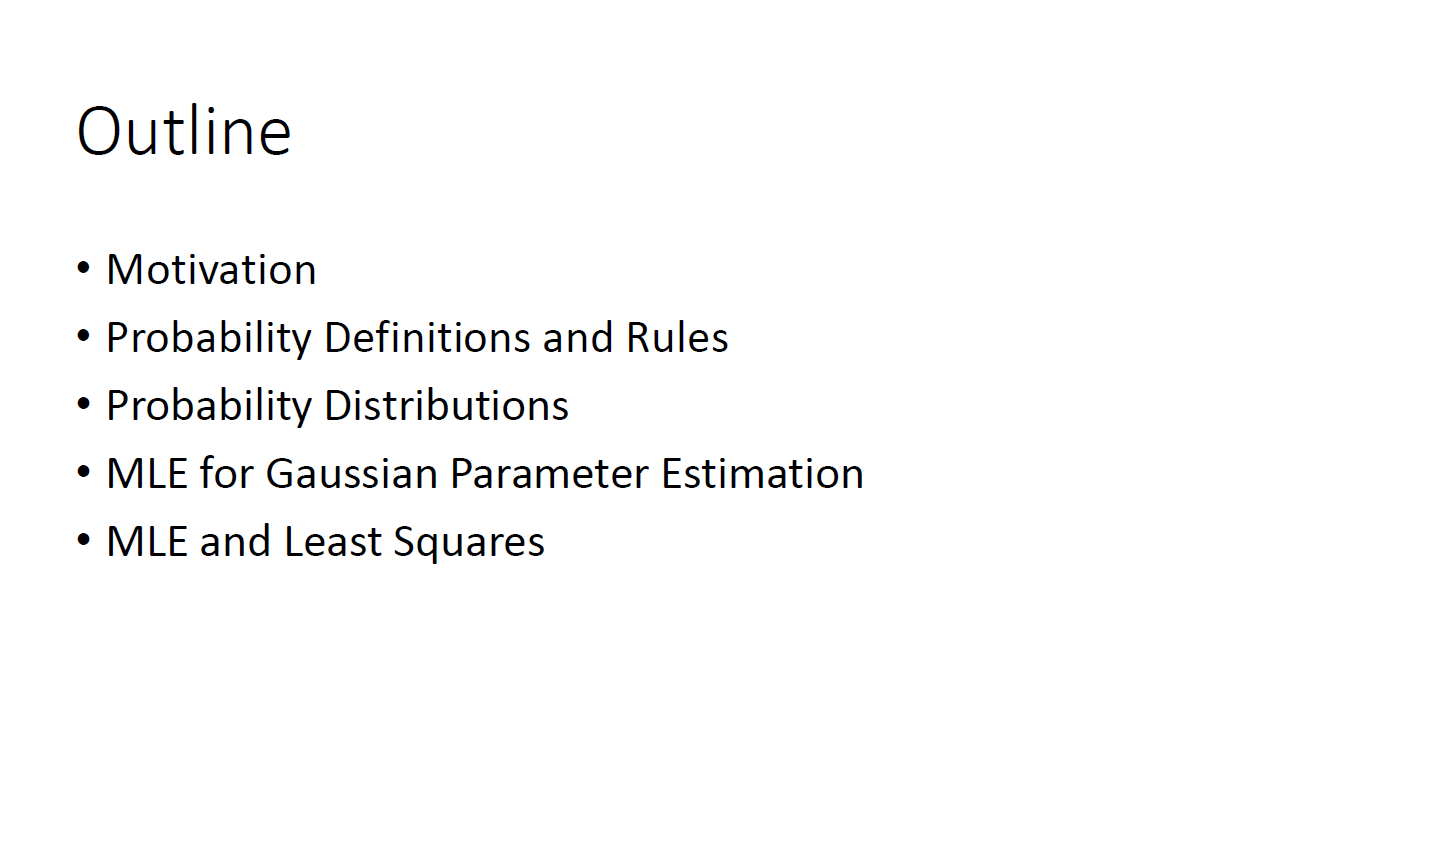 Outline
• Motivation
• Probability Definitions and Rules
• Probability Distributions
• MLE for Gaussian Parameter Estimation
• MLE and Least Squares